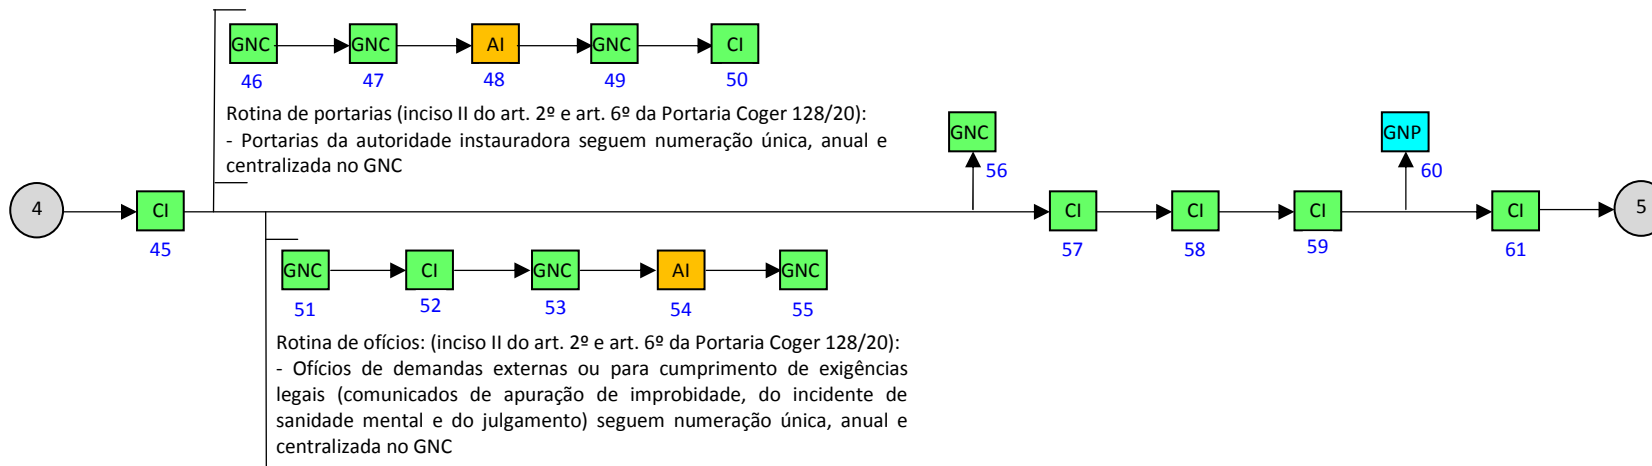 GNC GNC AI GNC CI
46 47 48 49 50
Rotina de portarias (inciso II do art. 2º e art. 6º da Portaria Coger 128/20):
- Portarias da autoridade instauradora seguem numeração única, anual e
centralizada no GNC
GNC GNP
56 60
4 CI CI CI CI CI 5
45 57 58 59 61
GNC CI GNC AI GNC
51 52 53 54 55
Rotina de ofícios: (inciso II do art. 2º e art. 6º da Portaria Coger 128/20):
- Ofícios de demandas externas ou para cumprimento de exigências
legais (comunicados de apuração de improbidade, do incidente de
sanidade mental e do julgamento) seguem numeração única, anual e
centralizada no GNC